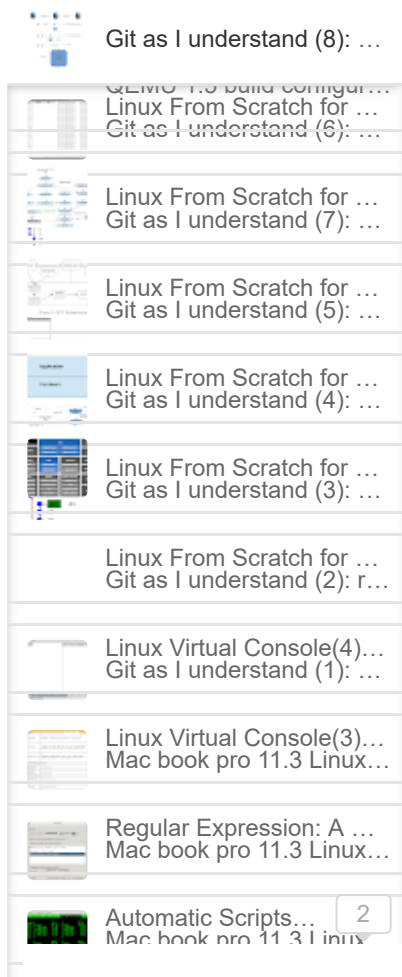 Git as I understand (8): …
QEMU 1.5 build configur…
Linux From Scratch for …
Git as I understand (6): …
Linux From Scratch for …
Git as I understand (7): …
Linux From Scratch for …
Git as I understand (5): …
Linux From Scratch for …
Git as I understand (4): …
Linux From Scratch for …
Git as I understand (3): …
Linux From Scratch for …
Git as I understand (2): r…
Linux Virtual Console(4)…
Git as I understand (1): …
Linux Virtual Console(3)…
Mac book pro 11.3 Linux…
Regular Expression: A …
Mac book pro 11.3 Linux…
Automatic Scripts…
2
Mac book pro 11.3 Linux